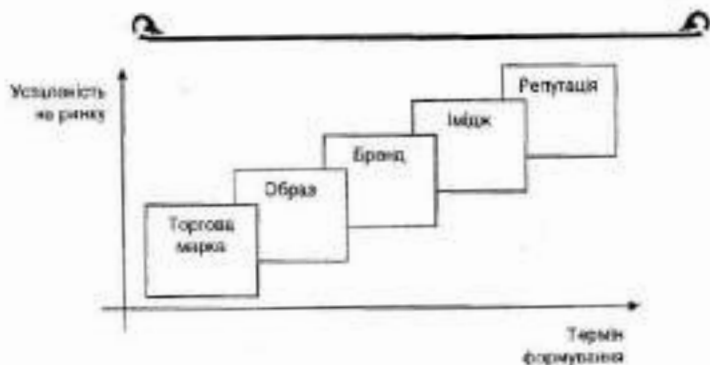 Усталеність
на ринку
Репутація
Імідж
Бренд
Образ
Торгова
марка
Термін
формування